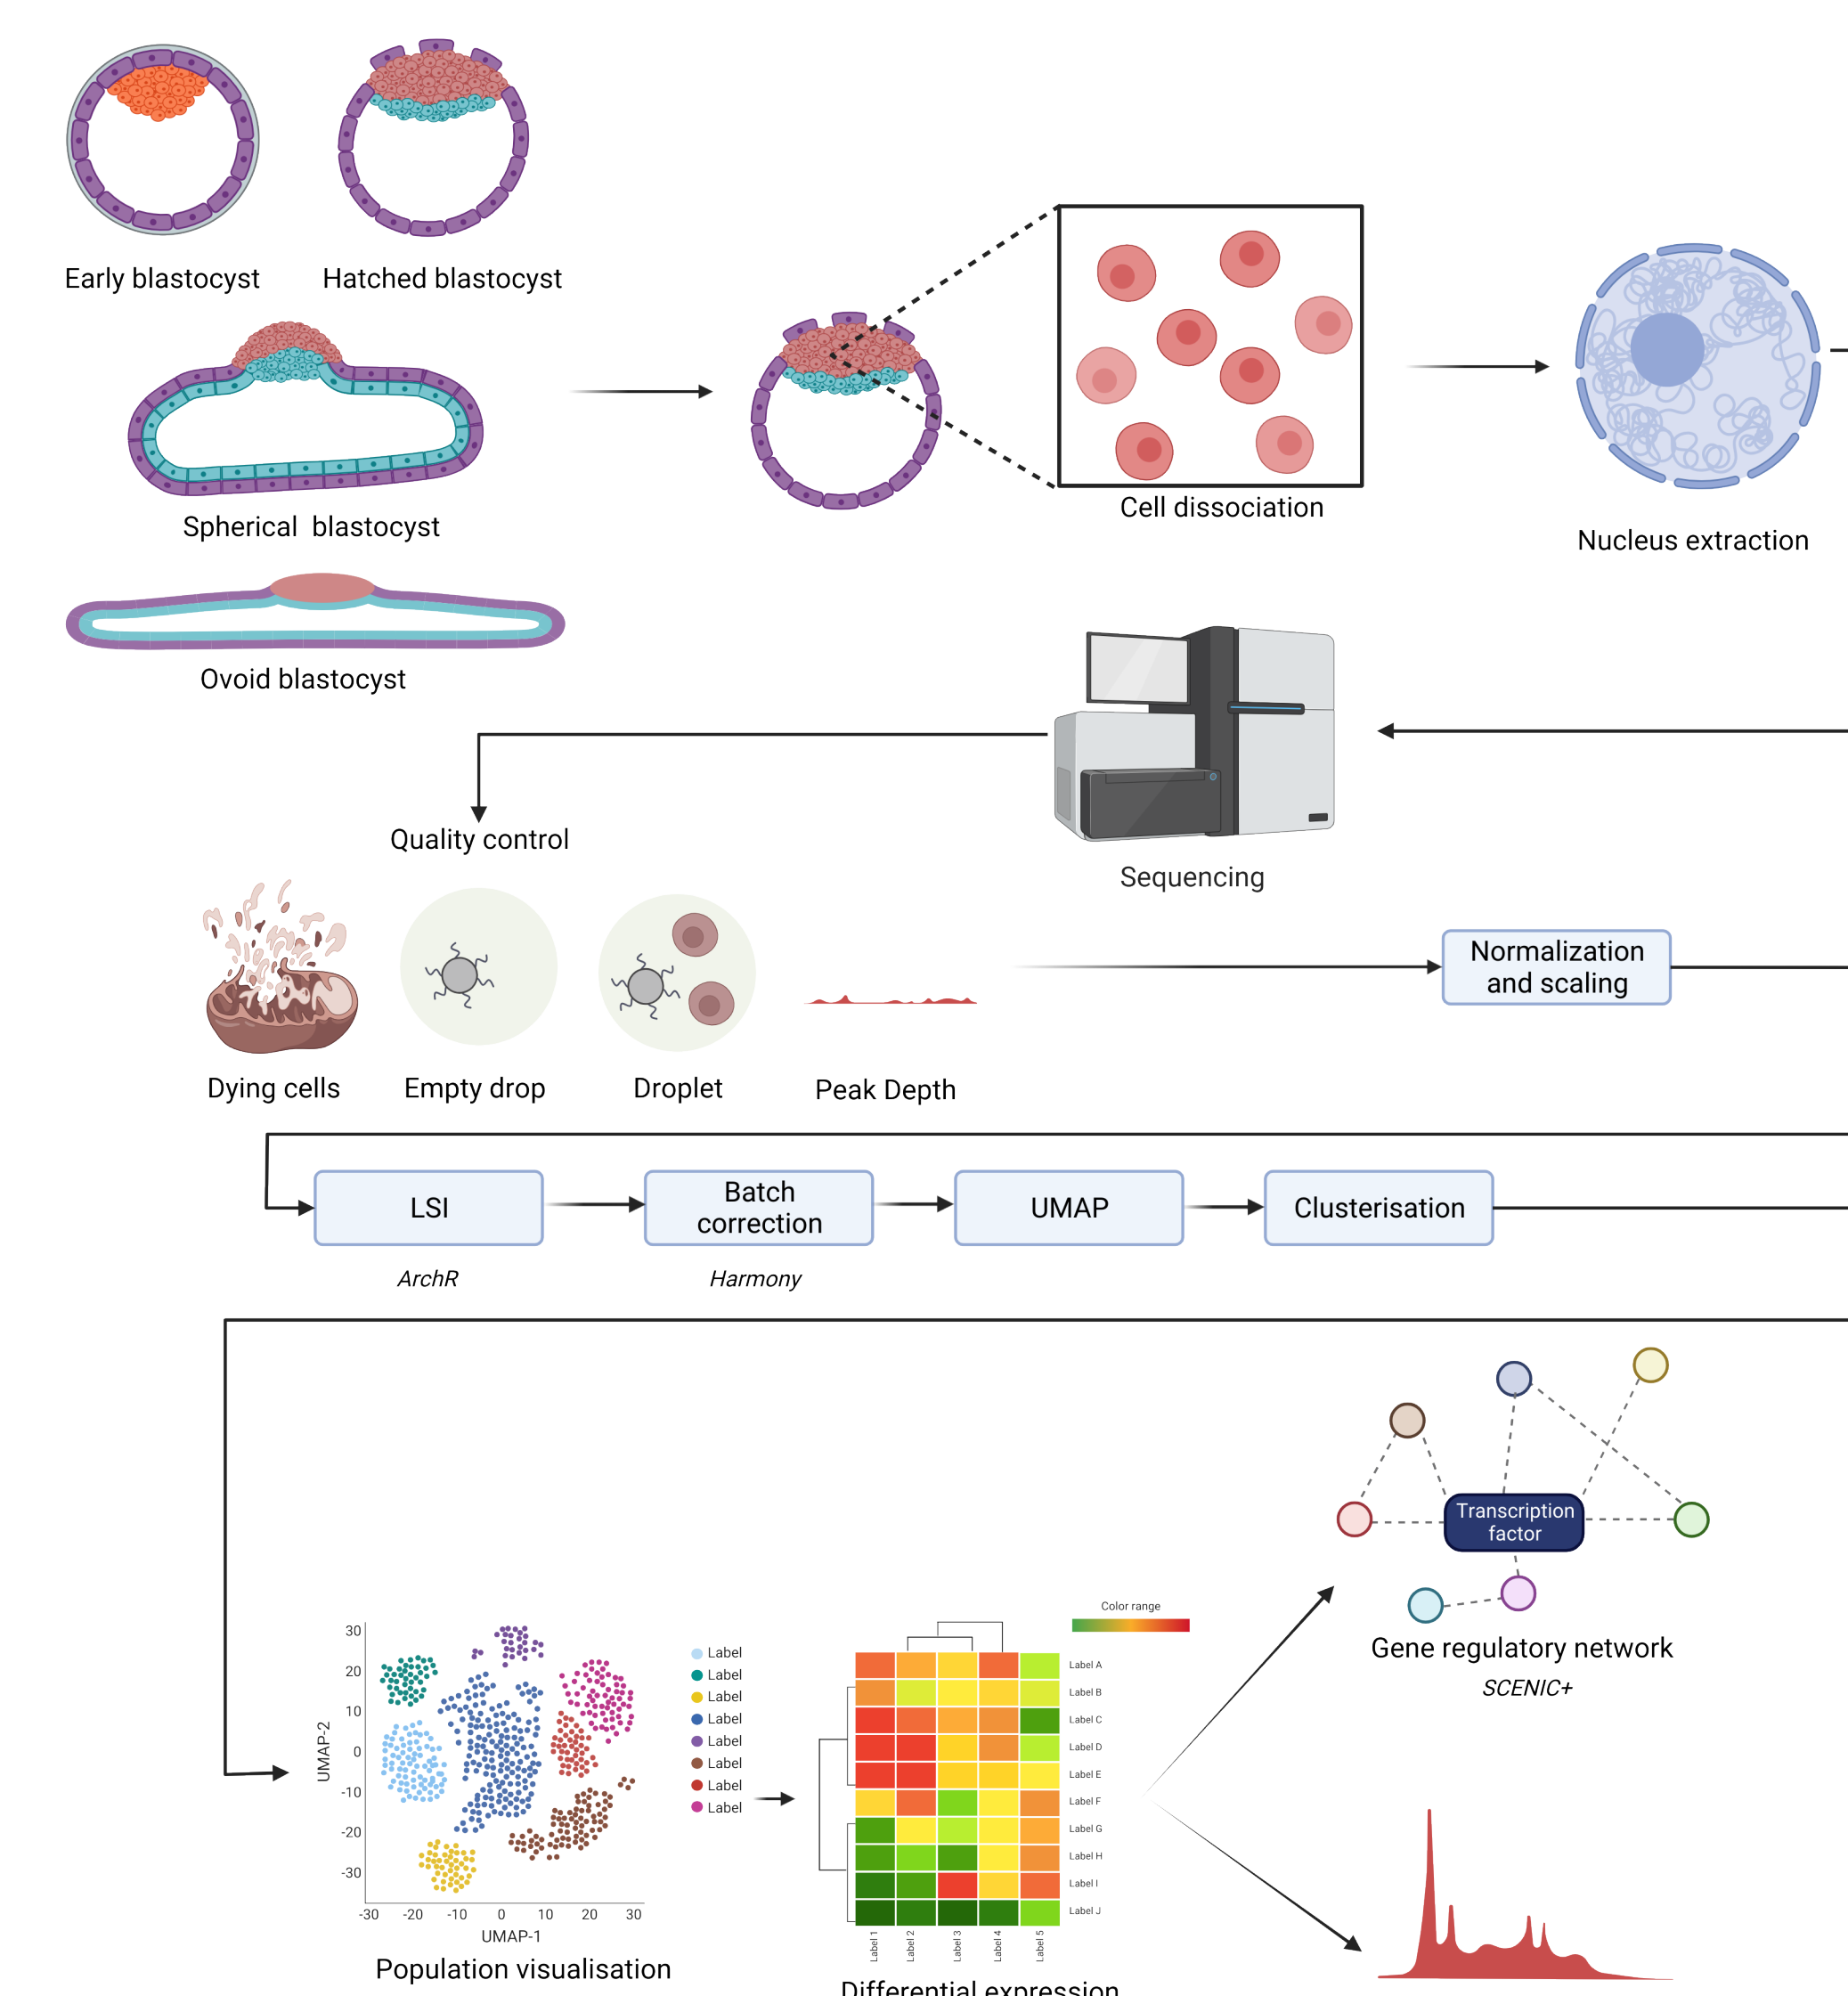 Early blastocyst
Hatched blastocyst
Spherical  blastocyst
Ovoid blastocyst
Cell dissociation
Nucleus extraction
Sequencing
Quality control
Dying cells
Empty drop
Droplet
Peak Depth
Normalization
and scaling
LSI
ArchR
Batch
correction
Harmony
UMAP
Clusterisation
Transcription
factor
Gene regulatory network
SCENIC+
UMAP-2
30
20
10
0
-10
-20
-30
-30
-20
-10
0
10
20
30
UMAP-1
Label
Label
Label
Label
Label
Label
Label
Label
Population visualisation
Color range
Label A
Label B
Label C
Label D
Label E
Label F
Label G
Label H
Label I
Label J
Label 1
Label 2
Label 3
Label 4
Label 5
Differential expression